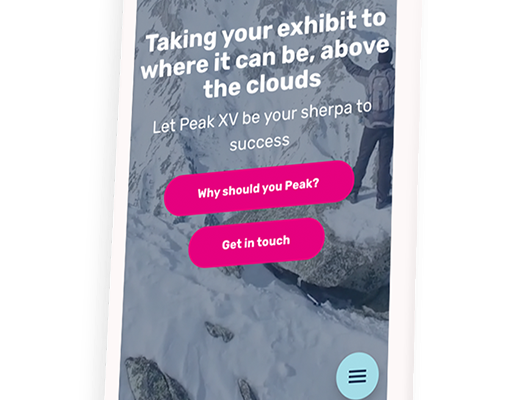 Taking your exhibit to
where it can be, above
the clouds
Let Peak XV be your sherpa to
success
Why should you Peak?
Get in touch